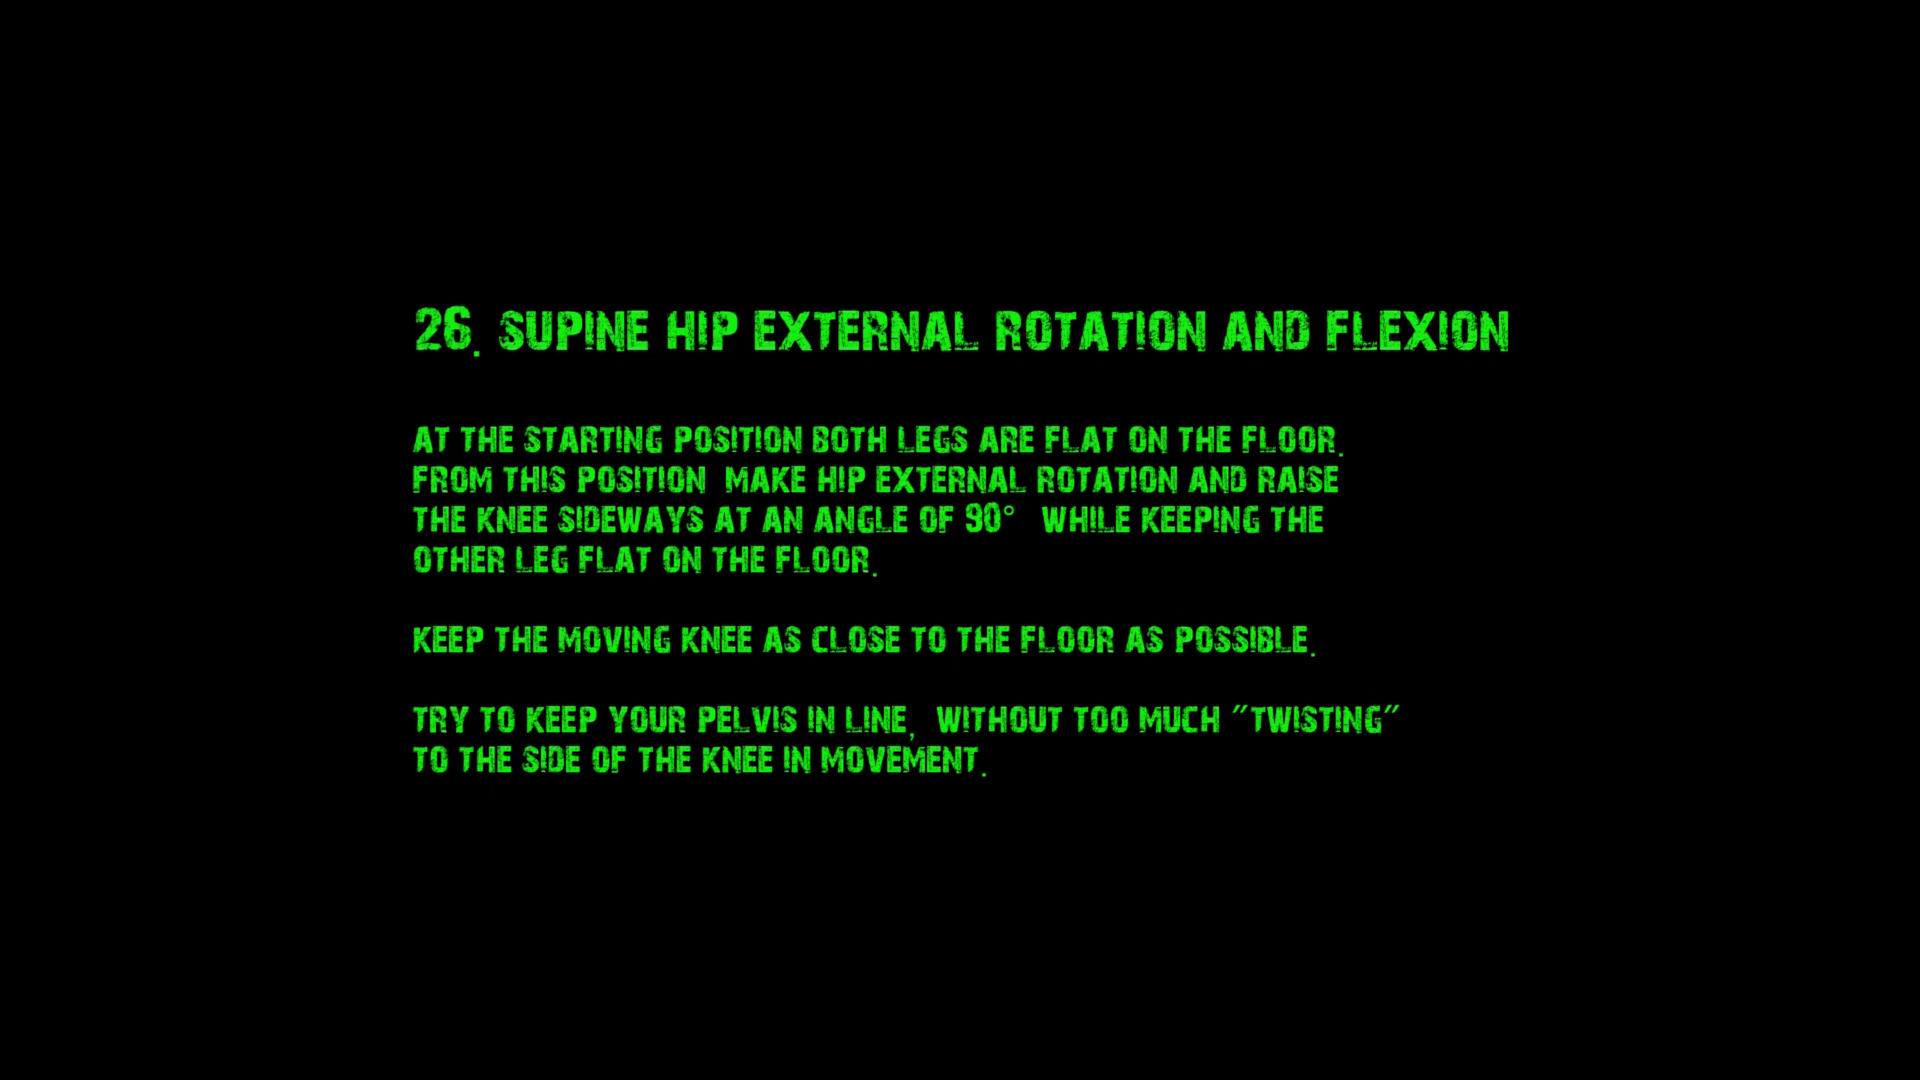 26. SUPINE HIP EXTERNAL ROTATION AND FLEXION
AT THE STARTING POSITION BOTH LEGS ARE FLAT ON THE FLOOR.
FROM THIS POSITION MAKE HIP EXTERNAL ROTATION AND RAISE
THE KNEE SIDEWAYS AT AN ANGLE OF 90° WHILE KEEPING THE
OTHER LEG FLAT ON THE FLOOR.
KEEP THE MOVING KNEE AS CLOSE TO THE FLOOR AS POSSIBLE.
TRY TO KEEP YOUR PELVIS IN LINE, WITHOUT TOO MUCH "TWISTING"
TO THE SIDE OF THE KNEE IN MOVEMENT.